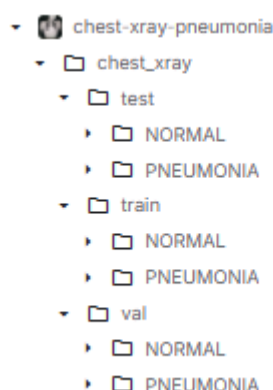 chest-xray-pneumonia
chest_xray
test
NORMAL
PNEUMONIA
train
NORMAL
PNEUMONIA
val
NORMAL
PNEUMONIA